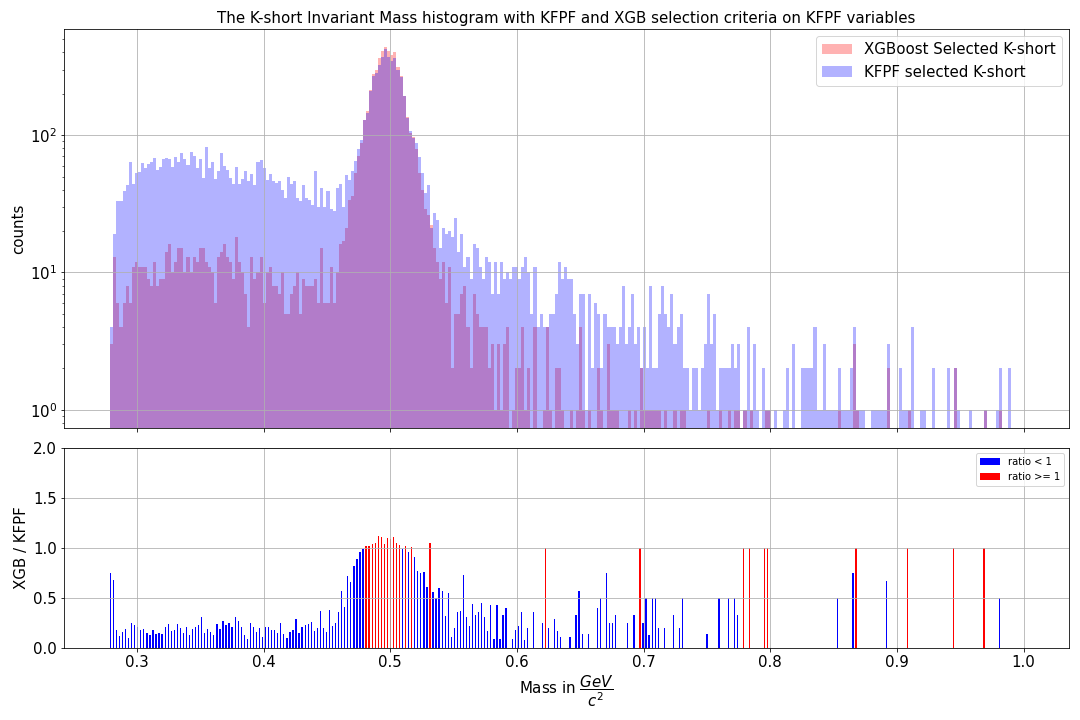 The K-short Invariant Mass histogram with KFPF and XGB selection criteria on KFPF variables
XGBoost Selected K-short
KFPF selected K-short
10²
10¹
10⁰
counts
2.0
1.5
1.0
0.5
0.0
XGB / KFPF
ratio < 1
ratio >= 1
0.3 0.4 0.5 0.6 0.7 0.8 0.9 1.0
Mass in GeV/c²